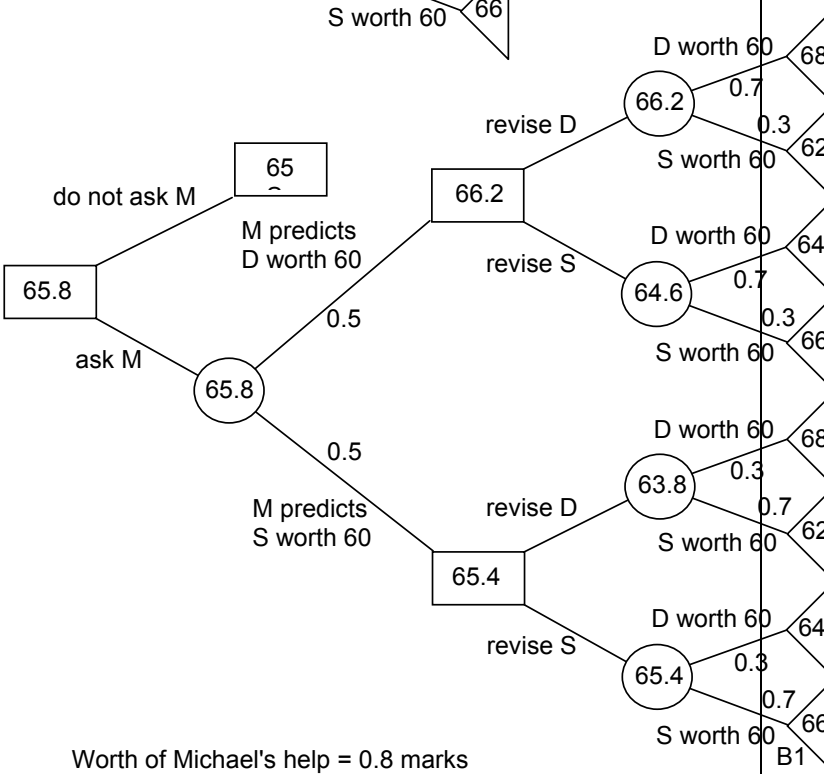 S worth 60
66
D worth 60
68
0.7
66.2
0.3
revise D
62
S worth 60
65
do not ask M
66.2
M predicts
D worth 60
D worth 60
64
revise S
0.7
65.8
64.6
0.5
0.3
66
S worth 60
ask M
65.8
D worth 60
68
0.5
0.3
63.8
M predicts
S worth 60
revise D
0.7
62
S worth 60
65.4
D worth 60
64
revise S
0.3
65.4
0.7
66
S worth 60
Worth of Michael's help = 0.8 marks
B1